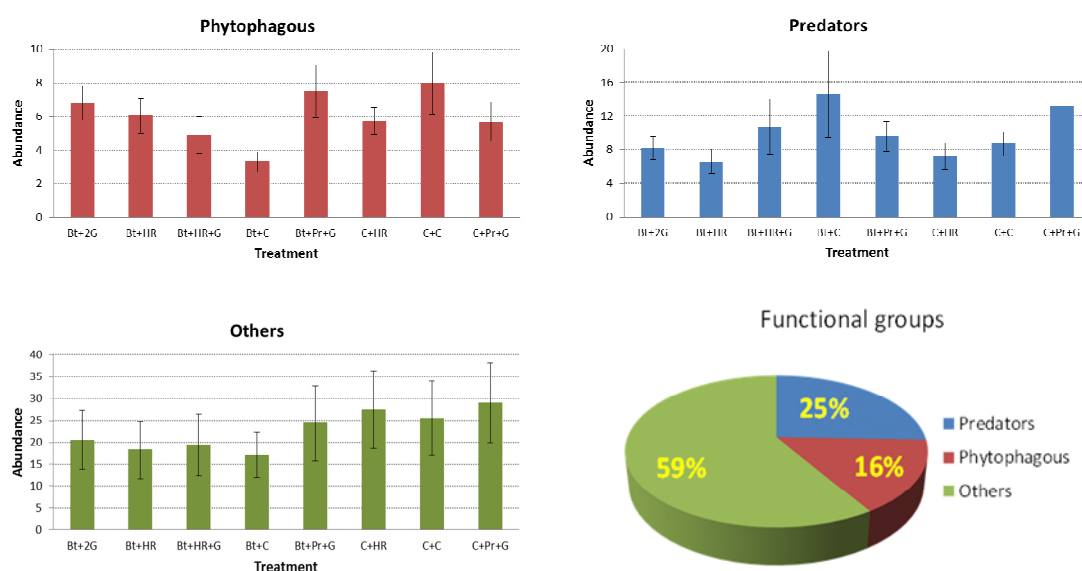 Phytophagous
10
8
6
4
2
0
Abundance
Bt+2G Bt+HR Bt+HR+G Bt+C Bt+Pr+G C+HR C+C C+Pr+G
Treatment
Predators
20
16
12
8
4
0
Abundance
Bt+2G Bt+HR Bt+HR+G Bt+C Bt+Pr+G C+HR C+C C+Pr+G
Treatment
Others
40
35
30
25
20
15
10
5
0
Abundance
Bt+2G Bt+HR Bt+HR+G Bt+C Bt+Pr+G C+HR C+C C+Pr+G
Treatment
Functional groups
25%
16%
59%
Predators
Phytophagous
Others